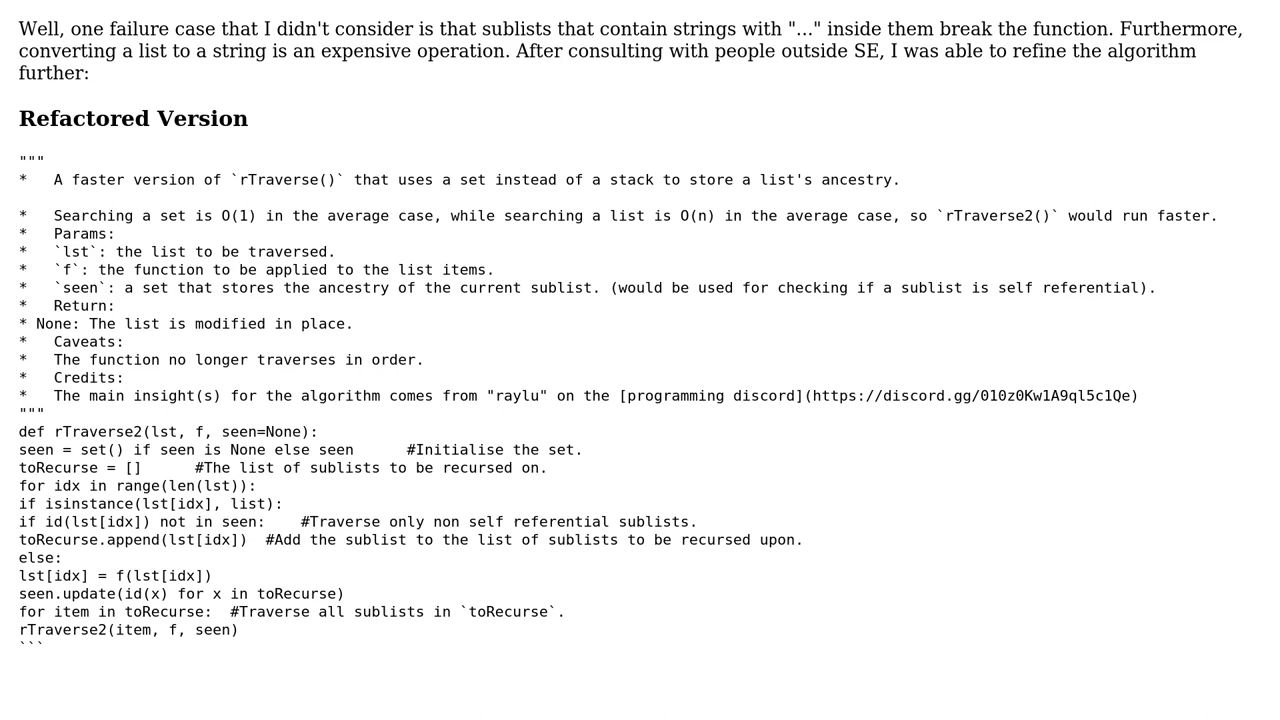 Well, one failure case that I didn't consider is that sublists that contain strings with "..." inside them break the function. Furthermore,
converting a list to a string is an expensive operation. After consulting with people outside SE, I was able to refine the algorithm
further:
Refactored Version
"""
*   A faster version of `rTraverse()` that uses a set instead of a stack to store a list's ancestry.
*   Searching a set is O(1) in the average case, while searching a list is O(n) in the average case, so `rTraverse2()` would run faster.
*   Params:
*   `lst`: the list to be traversed.
*   `f`: the function to be applied to the list items.
*   `seen`: a set that stores the ancestry of the current sublist. (would be used for checking if a sublist is self referential).
*   Return:
* None: The list is modified in place.
*   Caveats:
*   The function no longer traverses in order.
*   Credits:
*   The main insight(s) for the algorithm comes from "raylu" on the [programming discord](https://discord.gg/010z0Kw1A9ql5c1Qe)
"""
def rTraverse2(lst, f, seen=None):
seen = set() if seen is None else seen      #Initialise the set.
toRecurse = []      #The list of sublists to be recursed on.
for idx in range(len(lst)):
if isinstance(lst[idx], list):
if id(lst[idx]) not in seen:    #Traverse only non self referential sublists.
toRecurse.append(lst[idx])  #Add the sublist to the list of sublists to be recursed upon.
else:
lst[idx] = f(lst[idx])
seen.update(id(x) for x in toRecurse)
for item in toRecurse:  #Traverse all sublists in `toRecurse`.
rTraverse2(item, f, seen)
```